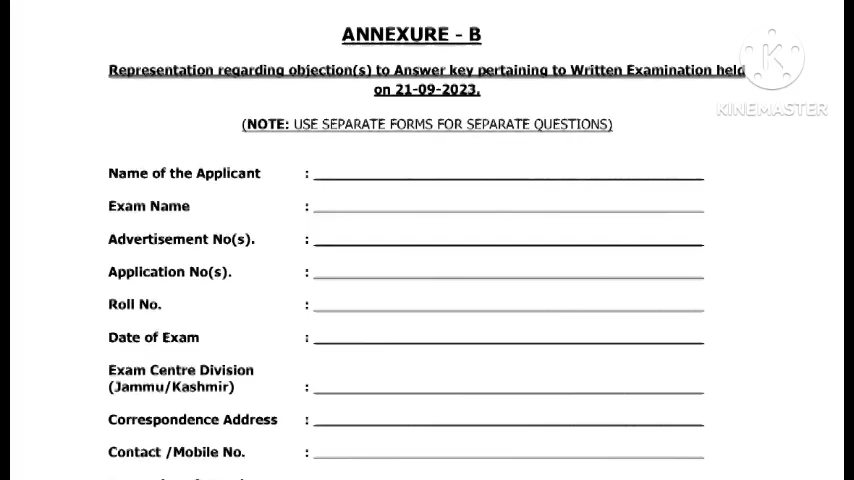 ANNEXURE - B
Representation regarding objection(s) to Answer key pertaining to Written Examination held
on 21-09-2023.
(NOTE: USE SEPARATE FORMS FOR SEPARATE QUESTIONS)
K
KINEMASTER
Name of the Applicant :
Exam Name :
Advertisement No(s). :
Application No(s). :
Roll No. :
Date of Exam :
Exam Centre Division
(Jammu/Kashmir) :
Correspondence Address :
Contact /Mobile No. :